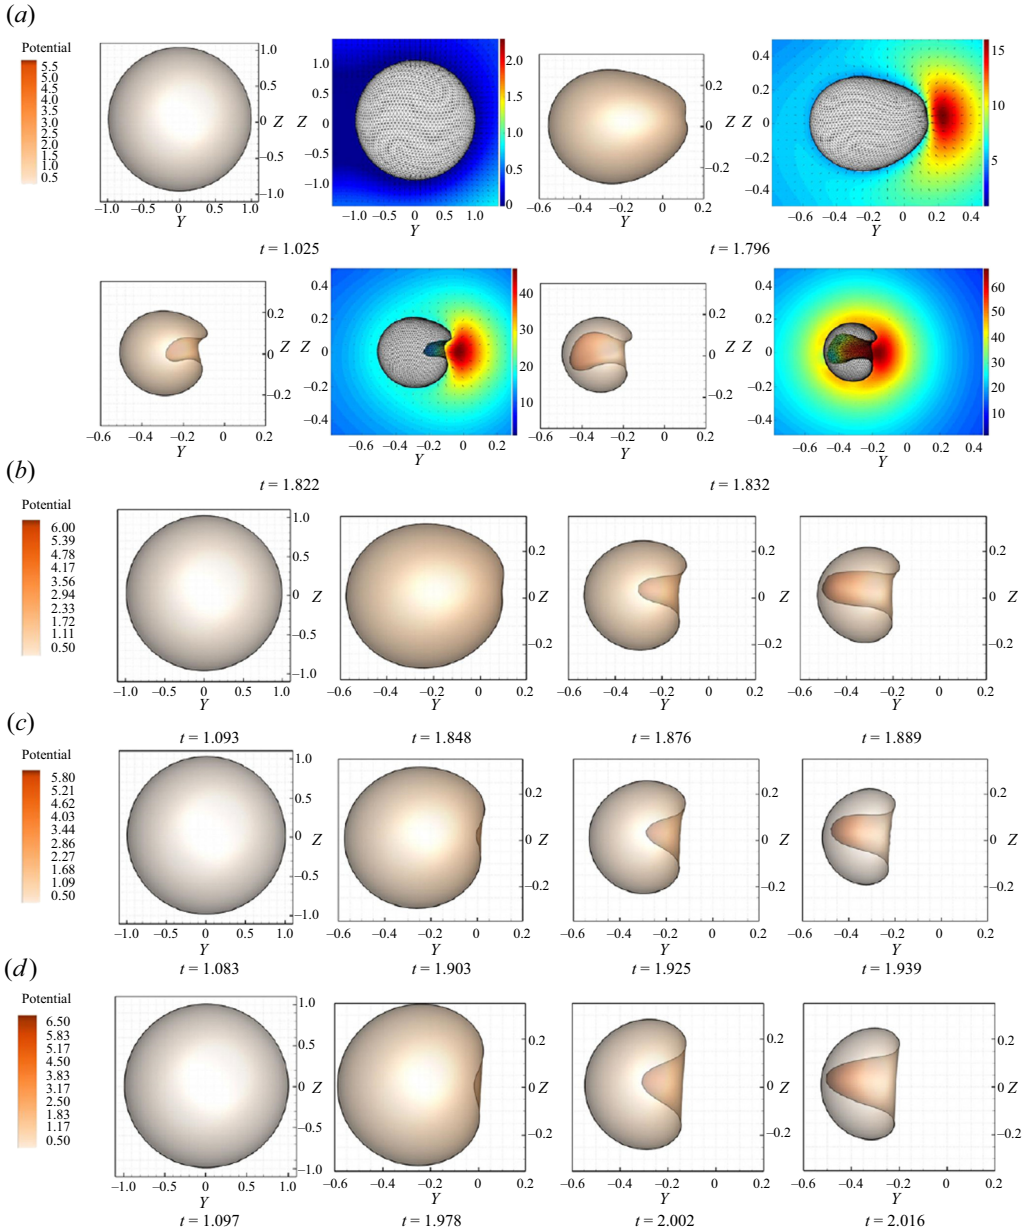 (a)
Potential
5.5
5.0
4.5
4.0
3.5
3.0
2.5
2.0
1.5
1.0
0.5
1.0
0.5
0
−0.5
−1.0
Z
−1.0 −0.5 0 0.5 1.0
Y
1.0
0.5
Z 0
−0.5
−1.0
−1.0 −0.5 0 0.5 1.0
Y
2.0
1.5
1.0
0.5
0
t = 1.025
0.2
0
−0.2
Z
−0.6 −0.4 −0.2 0 0.2
Y
0.4
0.2
Z 0
−0.2
−0.4
−0.6 −0.4 −0.2 0 0.2 0.4
Y
15
10
5
t = 1.796
0.2
0
−0.2
Z
−0.6 −0.4 −0.2 0 0.2
Y
0.4
0.2
Z 0
−0.2
−0.4
−0.6 −0.4 −0.2 0 0.2 0.4
Y
40
30
20
10
t = 1.822
0.2
0
−0.2
Z
−0.6 −0.4 −0.2 0 0.2
Y
0.4
0.2
Z 0
−0.2
−0.4
−0.6 −0.4 −0.2 0 0.2 0.4
Y
60
50
40
30
20
10
t = 1.832
(b)
Potential
6.00
5.39
4.78
4.17
3.56
2.94
2.33
1.72
1.11
0.50
1.0
0.5
0 Z
−0.5
−1.0
−1.0 −0.5 0 0.5 1.0
Y
t = 1.093
0.2
0 Z
−0.2
−0.6 −0.4 −0.2 0 0.2
Y
t = 1.848
0.2
0 Z
−0.2
−0.6 −0.4 −0.2 0 0.2
Y
t = 1.876
0.2
0 Z
−0.2
−0.6 −0.4 −0.2 0 0.2
Y
t = 1.889
(c)
Potential
5.80
5.21
4.62
4.03
3.44
2.86
2.27
1.68
1.09
0.50
1.0
0.5
0 Z
−0.5
−1.0
−1.0 −0.5 0 0.5 1.0
Y
t = 1.083
0.2
0 Z
−0.2
−0.6 −0.4 −0.2 0 0.2
Y
t = 1.903
0.2
0 Z
−0.2
−0.6 −0.4 −0.2 0 0.2
Y
t = 1.925
0.2
0 Z
−0.2
−0.6 −0.4 −0.2 0 0.2
Y
t = 1.939
(d)
Potential
6.50
5.83
5.17
4.50
3.83
3.17
2.50
1.83
1.17
0.50
1.0
0.5
0 Z
−0.5
−1.0
−1.0 −0.5 0 0.5 1.0
Y
t = 1.097
0.2
0 Z
−0.2
−0.6 −0.4 −0.2 0 0.2
Y
t = 1.978
0.2
0 Z
−0.2
−0.6 −0.4 −0.2 0 0.2
Y
t = 2.002
0.2
0 Z
−0.2
−0.6 −0.4 −0.2 0 0.2
Y
t = 2.016